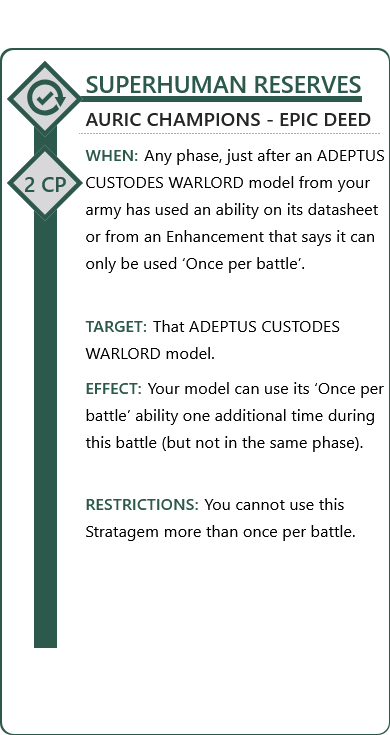 SUPERHUMAN RESERVES
AURIC CHAMPIONS - EPIC DEED
2 CP
WHEN: Any phase, just after an ADEPTUS
CUSTODES WARLORD model from your
army has used an ability on its datasheet
or from an Enhancement that says it can
only be used ‘Once per battle’.
TARGET: That ADEPTUS CUSTODES
WARLORD model.
EFFECT: Your model can use its ‘Once per
battle’ ability one additional time during
this battle (but not in the same phase).
RESTRICTIONS: You cannot use this
Stratagem more than once per battle.